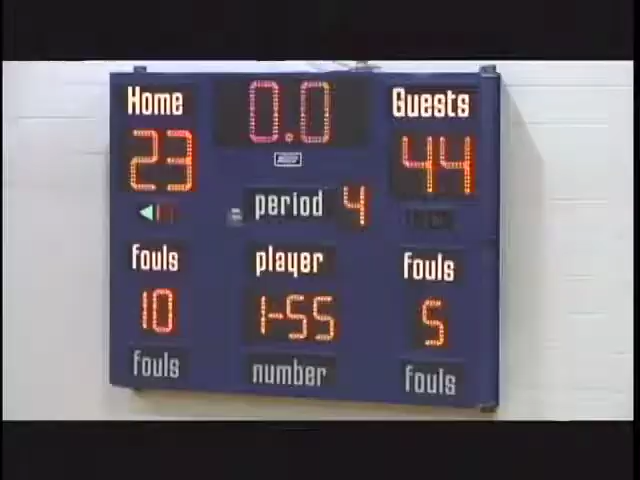 Home 0.0 Guests
23 44
period 4
fouls player fouls
10 1-55 5
fouls number fouls